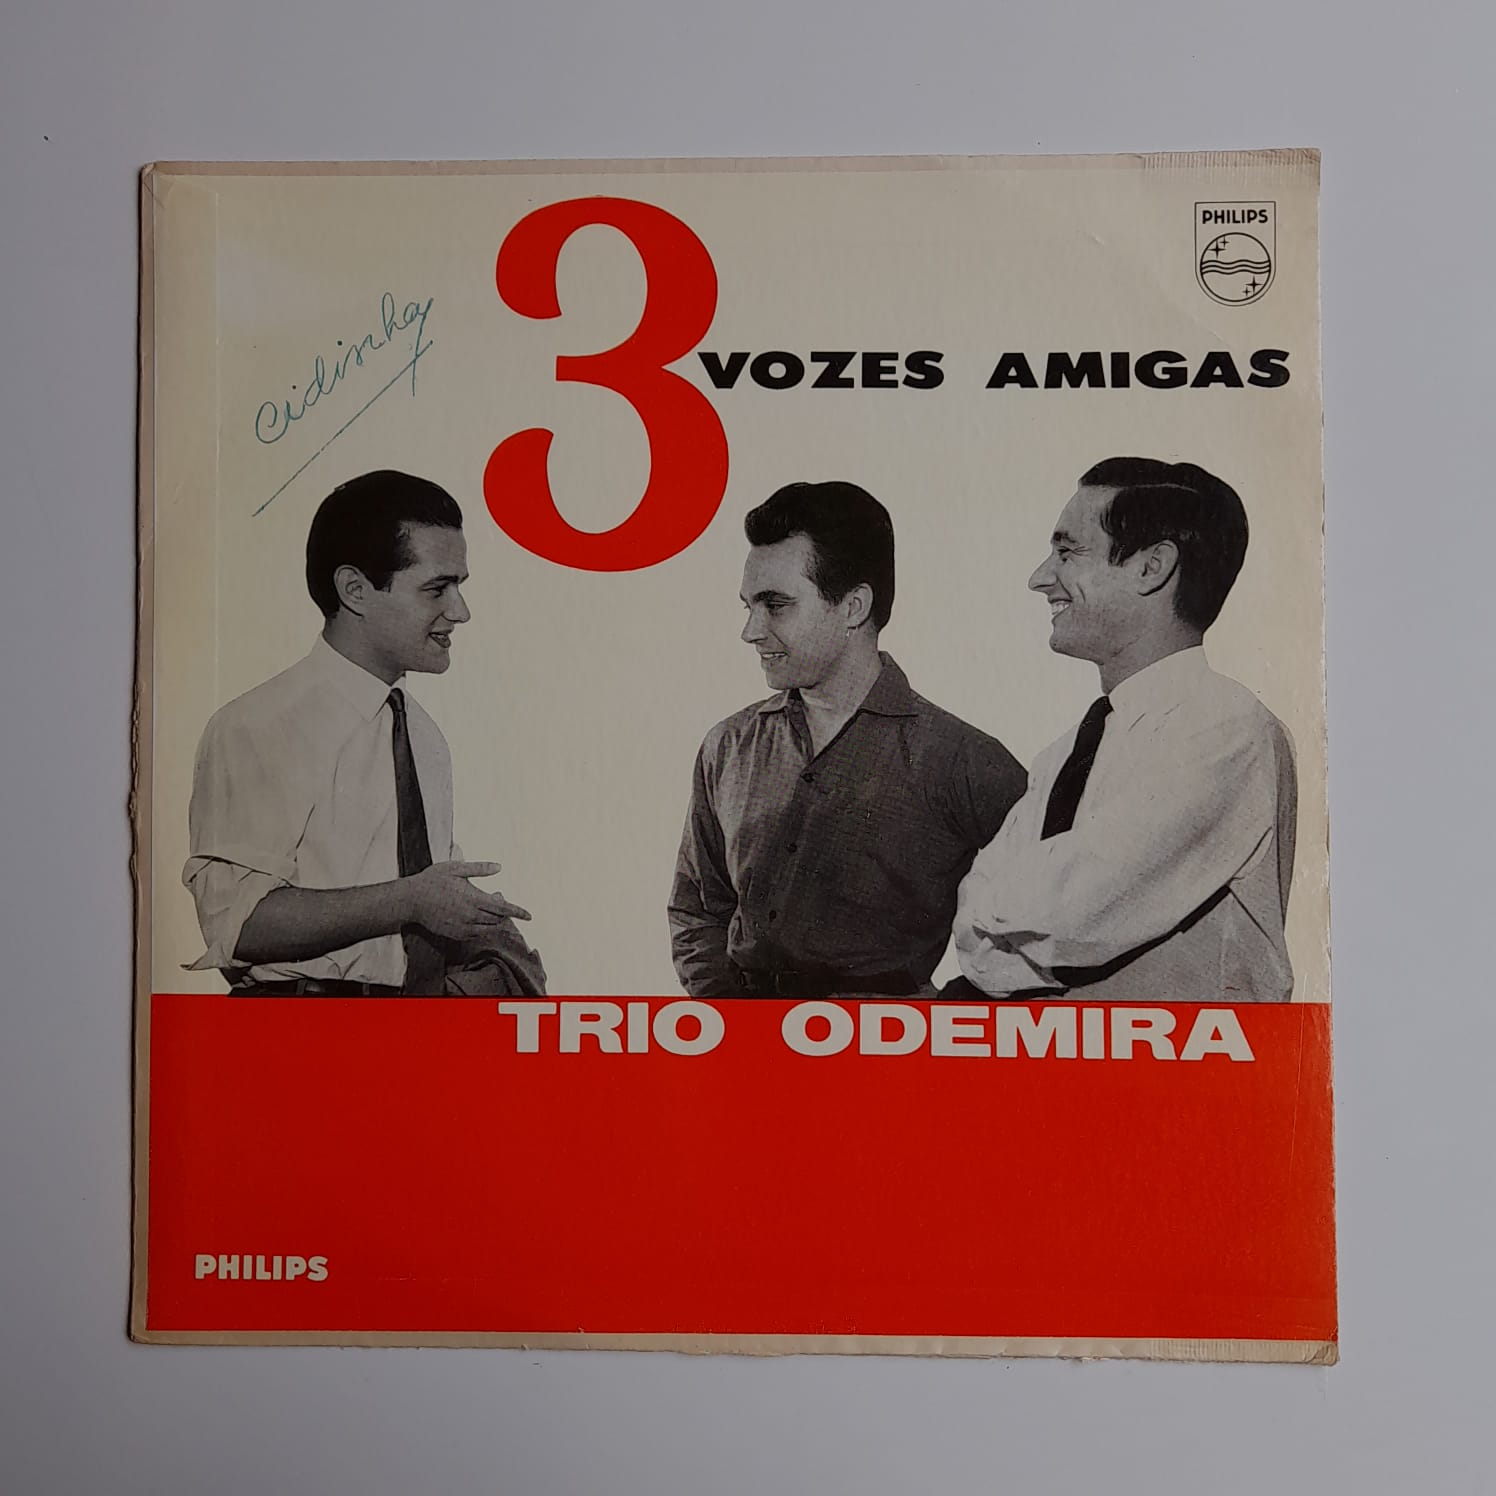 PHILIPS
3 VOZES AMIGAS
cidinha
TRIO ODEMIRA
PHILIPS